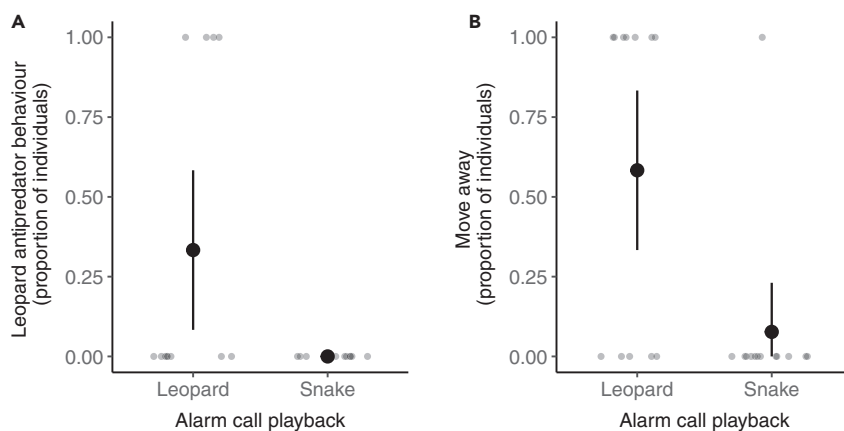 A
Leopard antipredator behaviour
(proportion of individuals)
1.00
0.75
0.50
0.25
0.00
Leopard
Snake
Alarm call playback
B
Move away
(proportion of individuals)
1.00
0.75
0.50
0.25
0.00
Leopard
Snake
Alarm call playback